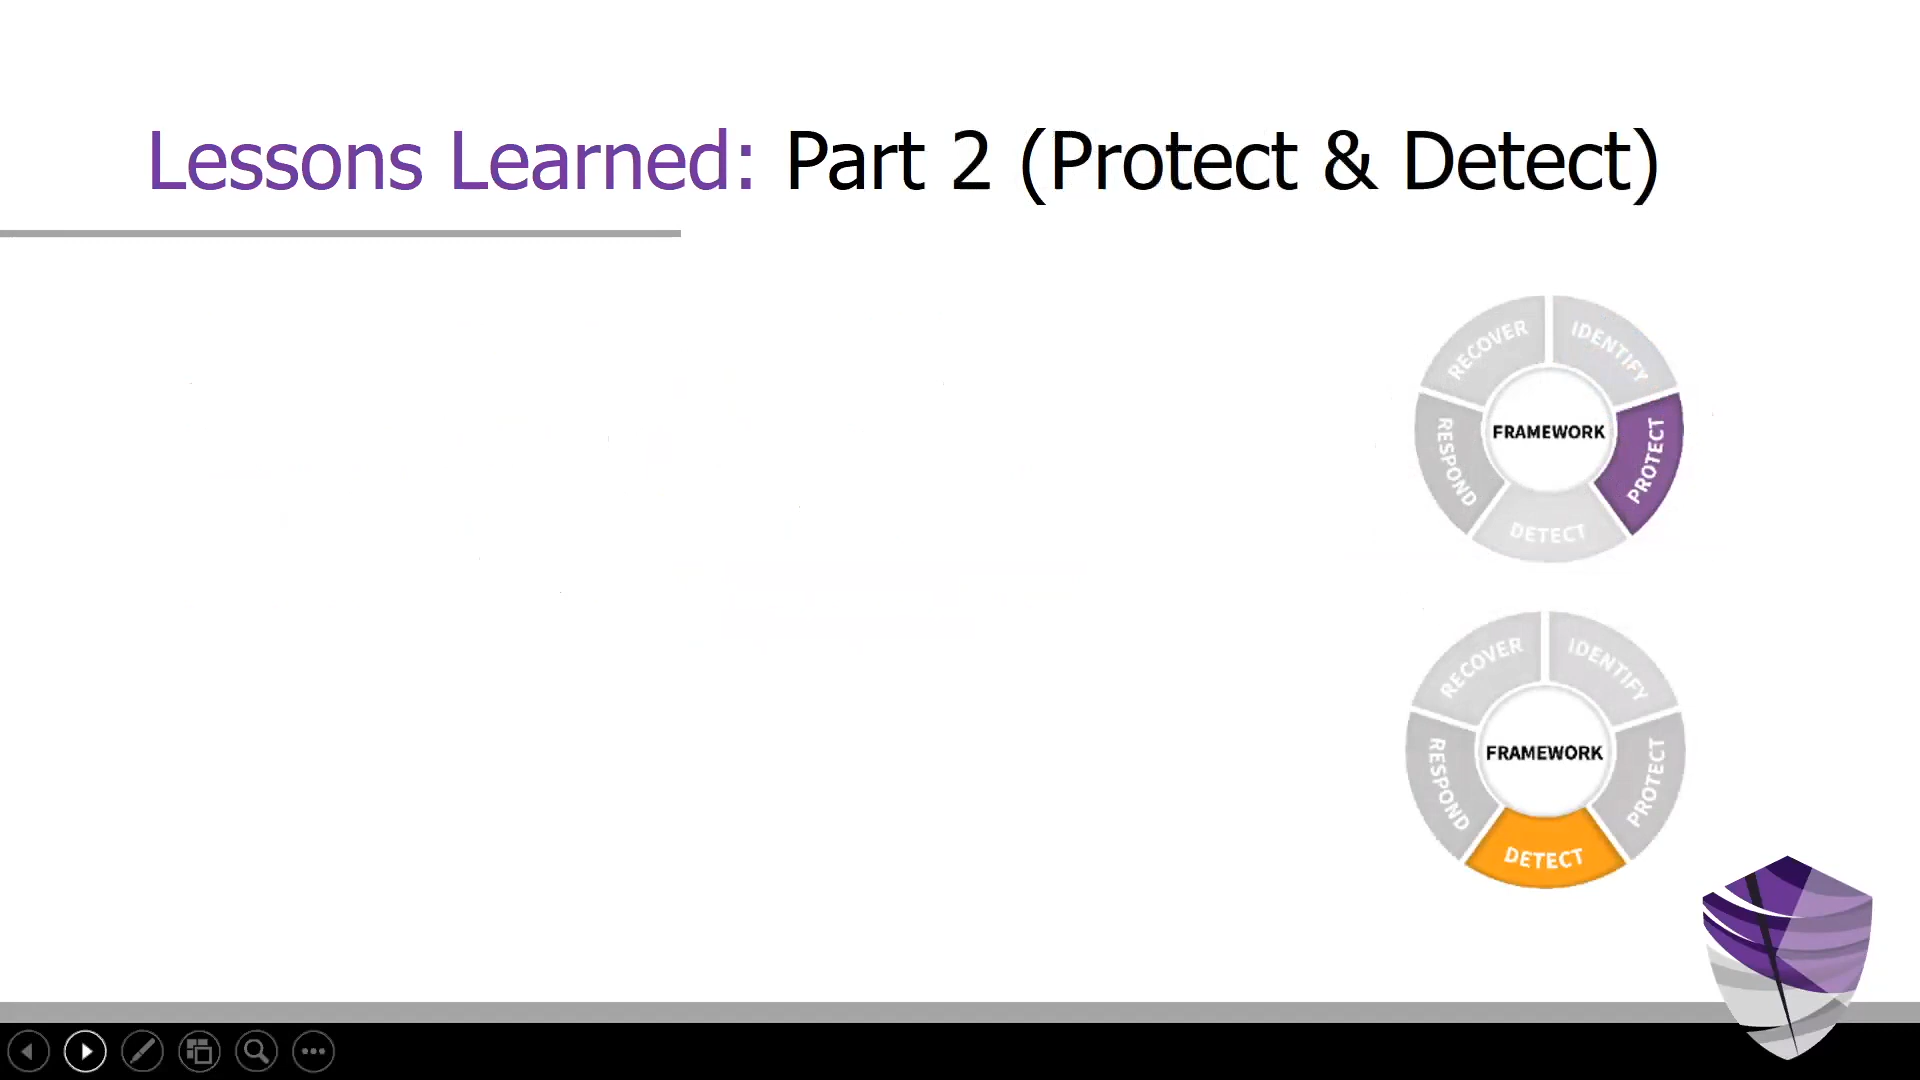 Lessons Learned: Part 2 (Protect & Detect)
RECOVER
IDENTIFY
FRAMEWORK
RESPOND
PROTECT
DETECT
RECOVER
IDENTIFY
FRAMEWORK
RESPOND
PROTECT
DETECT